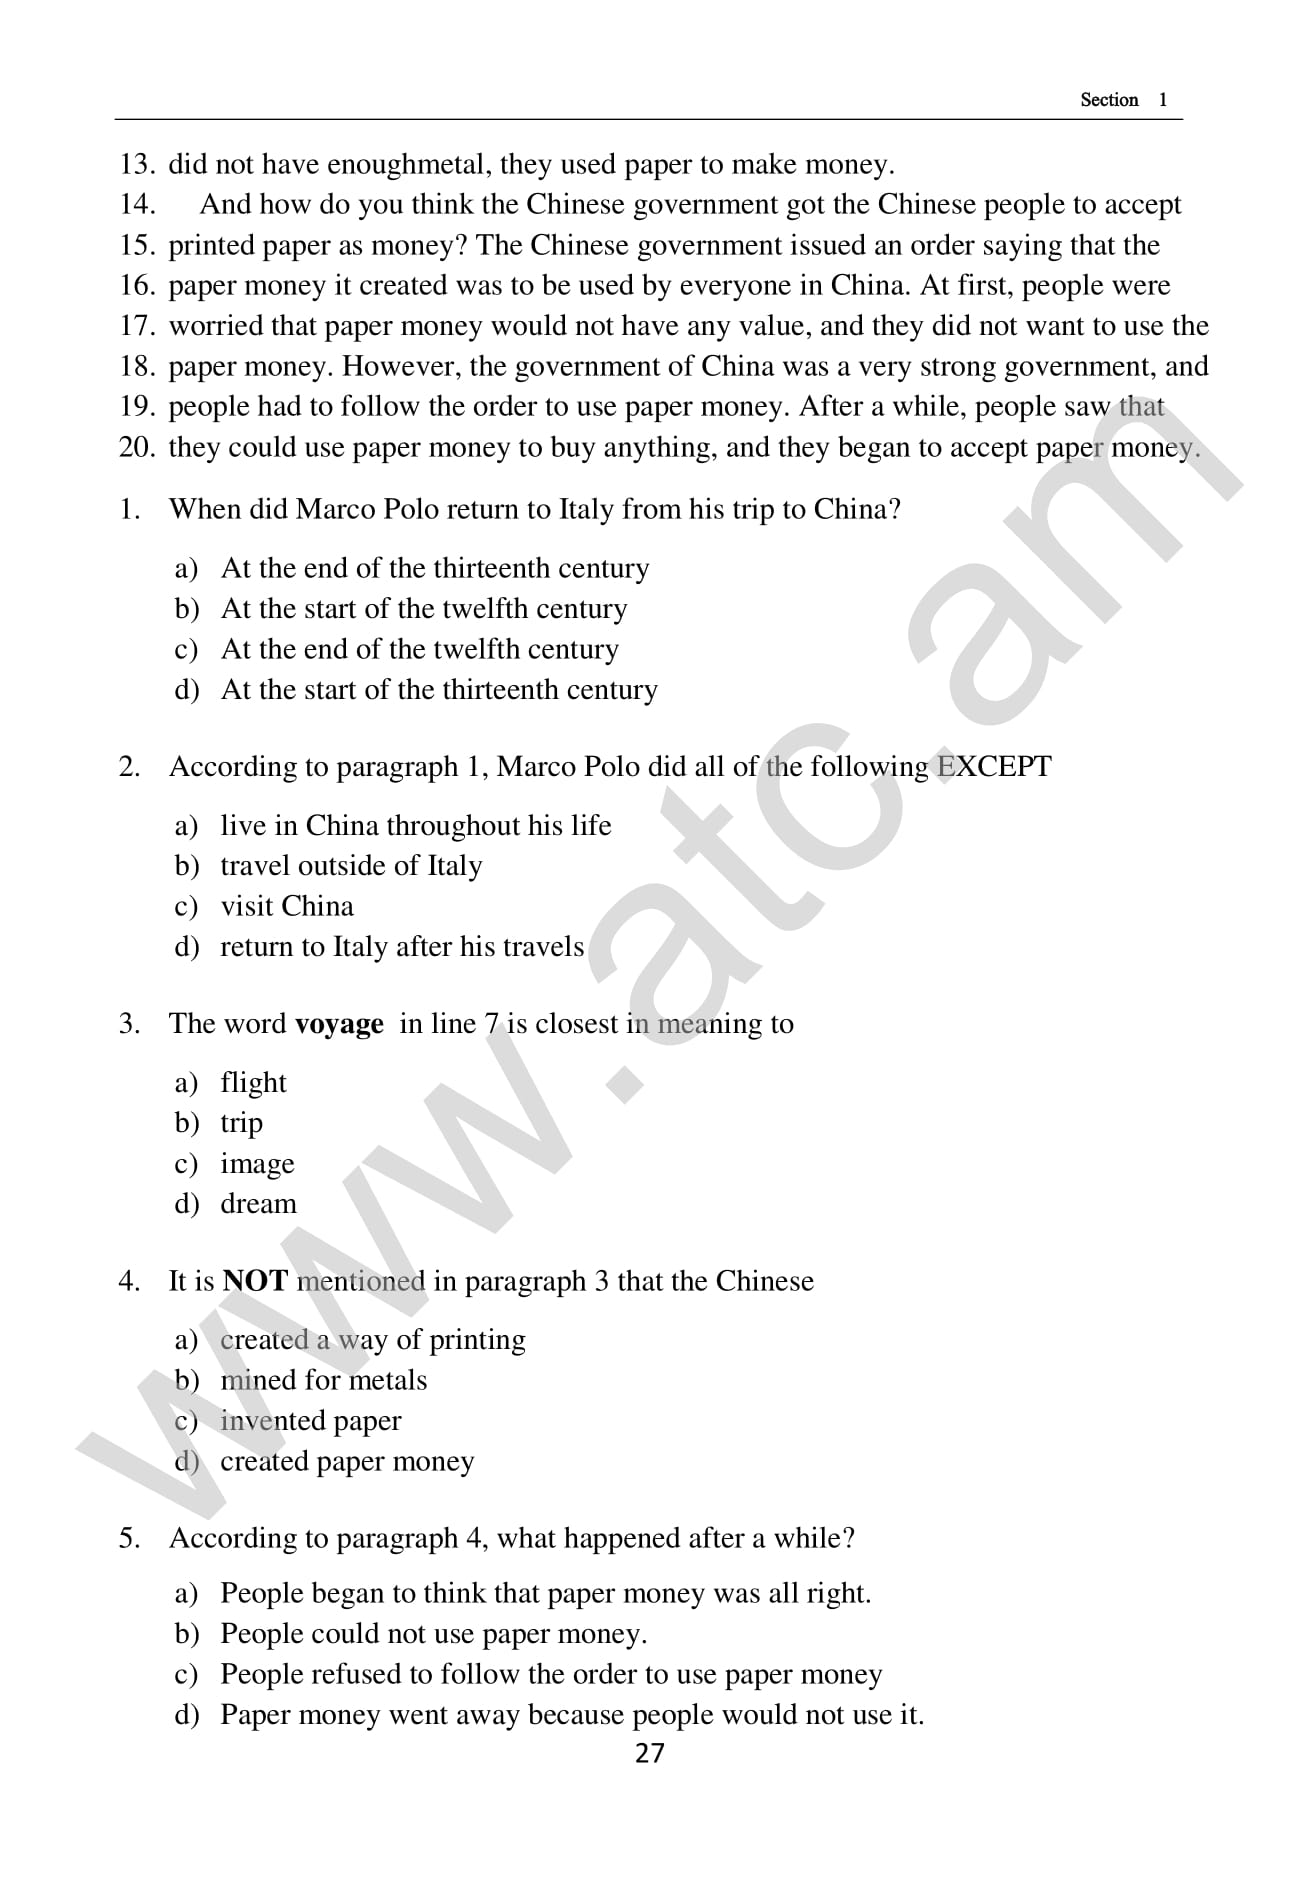 Section 1
13. did not have enoughmetal, they used paper to make money.
14. And how do you think the Chinese government got the Chinese people to accept
15. printed paper as money? The Chinese government issued an order saying that the
16. paper money it created was to be used by everyone in China. At first, people were
17. worried that paper money would not have any value, and they did not want to use the
18. paper money. However, the government of China was a very strong government, and
19. people had to follow the order to use paper money. After a while, people saw that
20. they could use paper money to buy anything, and they began to accept paper money.
1. When did Marco Polo return to Italy from his trip to China?
a) At the end of the thirteenth century
b) At the start of the twelfth century
c) At the end of the twelfth century
d) At the start of the thirteenth century
2. According to paragraph 1, Marco Polo did all of the following EXCEPT
a) live in China throughout his life
b) travel outside of Italy
c) visit China
d) return to Italy after his travels
3. The word voyage in line 7 is closest in meaning to
a) flight
b) trip
c) image
d) dream
4. It is NOT mentioned in paragraph 3 that the Chinese
a) created a way of printing
b) mined for metals
c) invented paper
d) created paper money
5. According to paragraph 4, what happened after a while?
a) People began to think that paper money was all right.
b) People could not use paper money.
c) People refused to follow the order to use paper money
d) Paper money went away because people would not use it.
27
www.atc.am